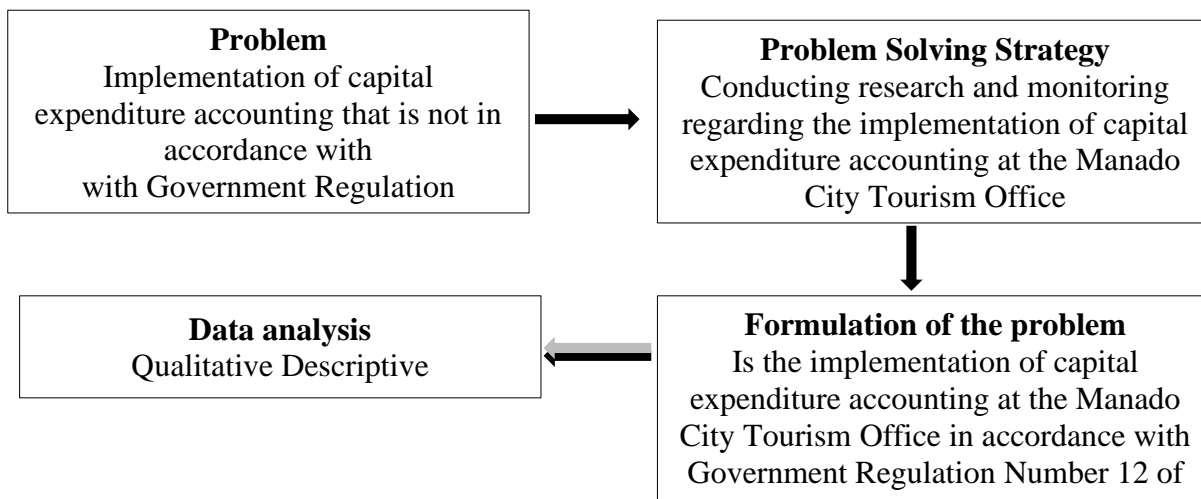 Problem
Implementation of capital
expenditure accounting that is not in
accordance with
with Government Regulation
Problem Solving Strategy
Conducting research and monitoring
regarding the implementation of capital
expenditure accounting at the Manado
City Tourism Office
Formulation of the problem
Is the implementation of capital
expenditure accounting at the Manado
City Tourism Office in accordance with
Government Regulation Number 12 of
Data analysis
Qualitative Descriptive